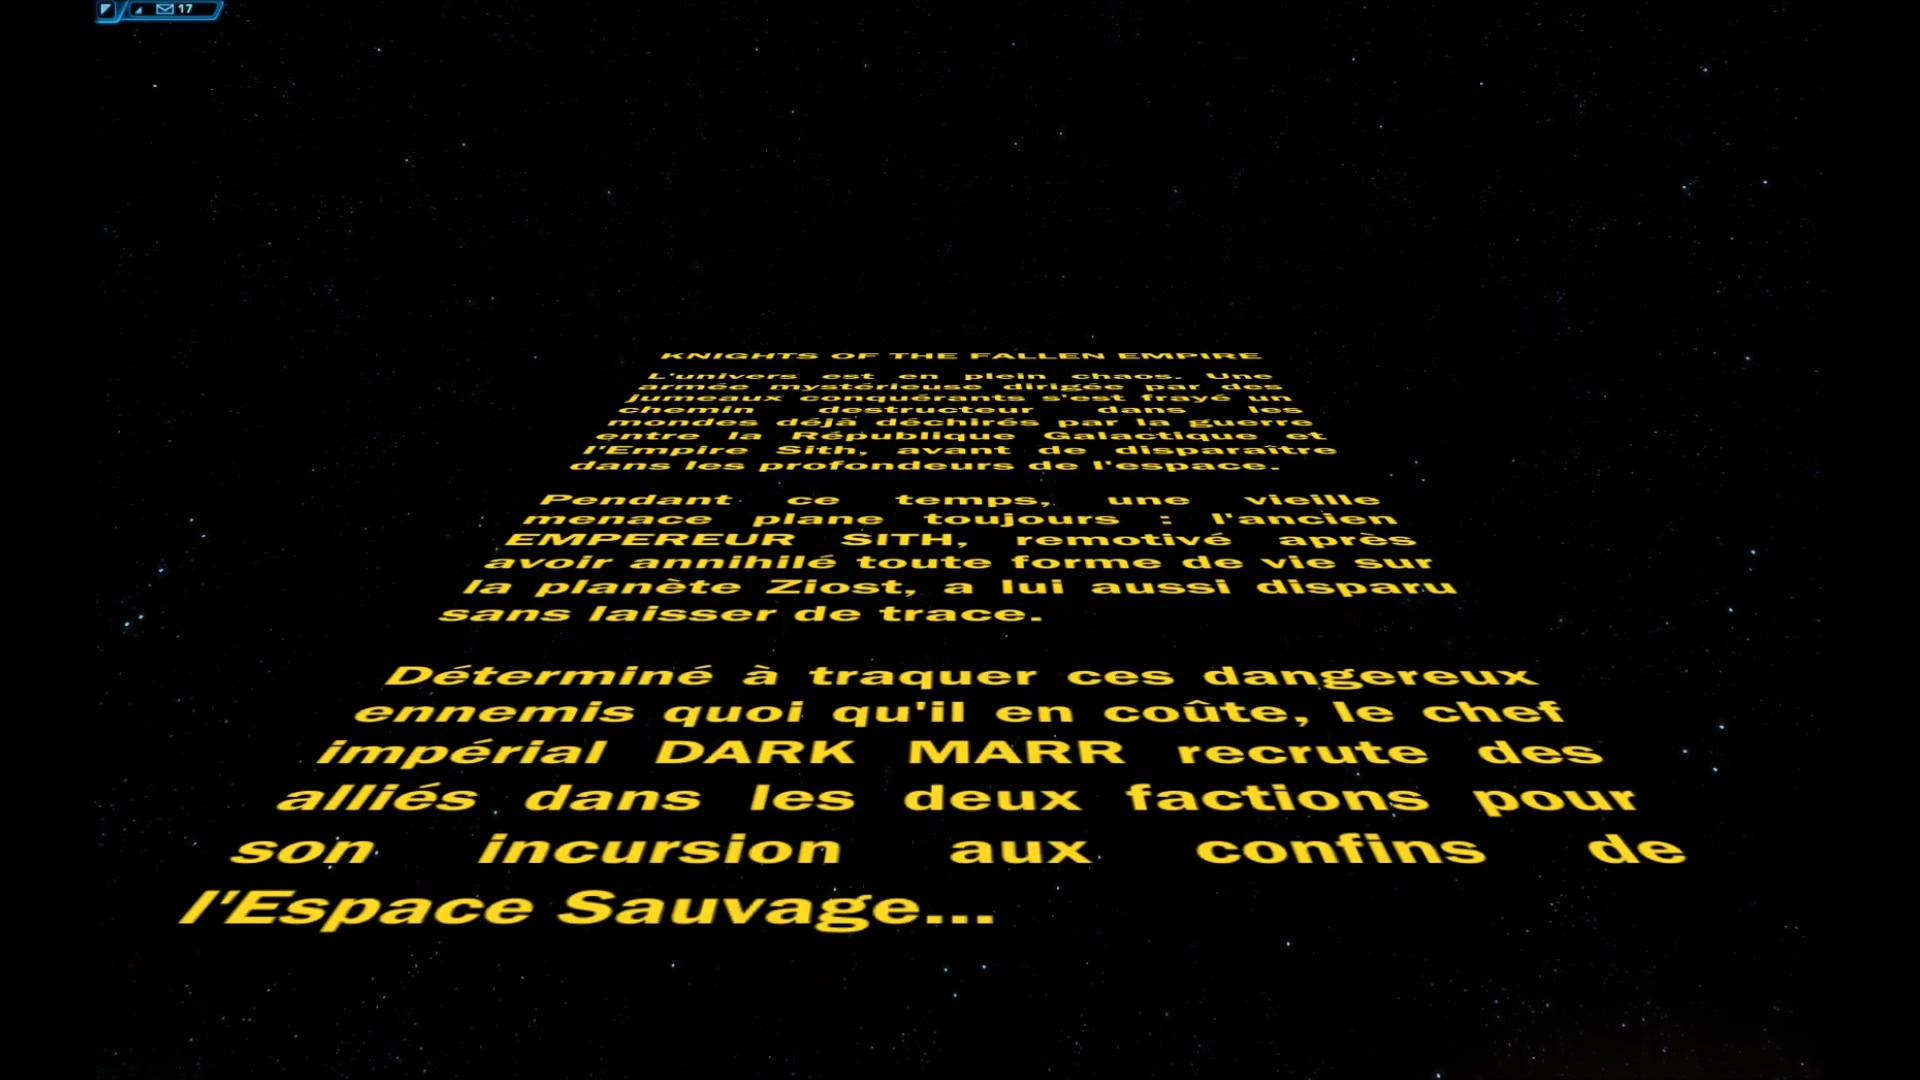 17
KNIGHTS OF THE FALLEN EMPIRE
L'univers est en plein chaos. Une
armée mystérieuse dirigée par des
jumeaux conquérants s'est frayé un
chemin destructeur dans les
mondes déjà déchirés par la guerre
entre la République Galactique et
l'Empire Sith, avant de disparaître
dans les profondeurs de l'espace.
Pendant ce temps, une vieille
menace plane toujours : l'ancien
EMPEREUR SITH, remotivé après
avoir annihilé toute forme de vie sur
la planète Ziost, a lui aussi disparu
sans laisser de trace.
Déterminé à traquer ces dangereux
ennemis quoi qu'il en coûte, le chef
impérial DARK MARR recrute des
alliés dans les deux factions pour
son incursion aux confins de
l'Espace Sauvage...